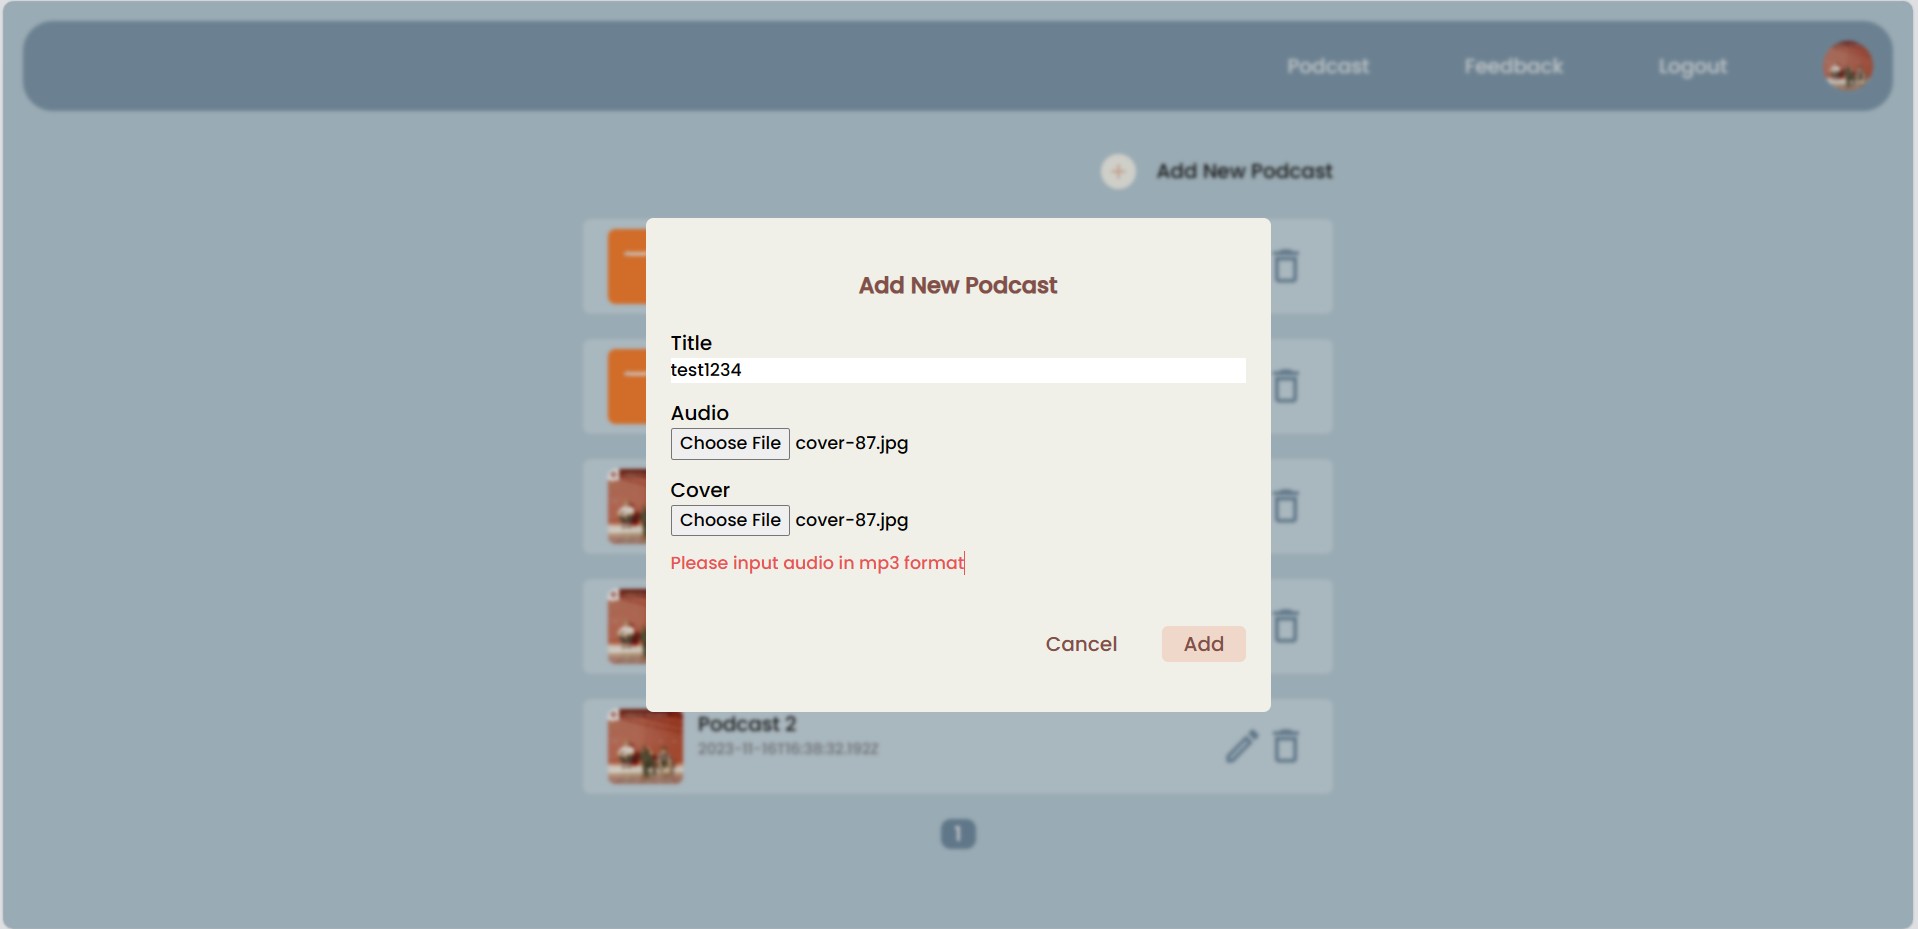 Podcast Feedback Logout
Add New Podcast
Add New Podcast
Title
test1234
Audio
Choose File cover-87.jpg
Cover
Choose File cover-87.jpg
Please input audio in mp3 format
Cancel Add
Podcast 2
2023-11-16T16:38:32.192Z
1